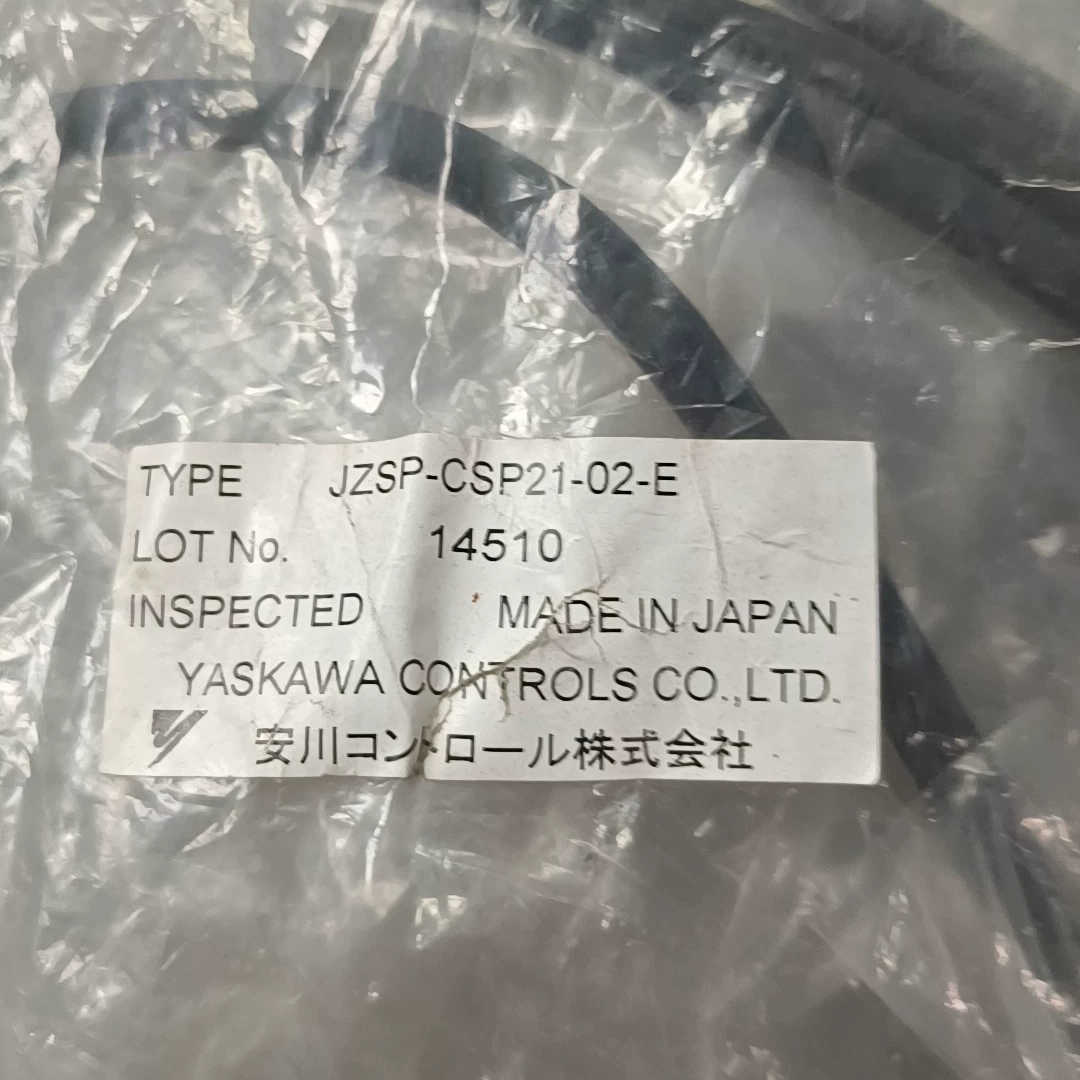 TYPE JZSP-CSP21-02-E
LOT No. 14510
INSPECTED MADE IN JAPAN
YASKAWA CONTROLS CO.,LTD.
安川コントロール株式会社